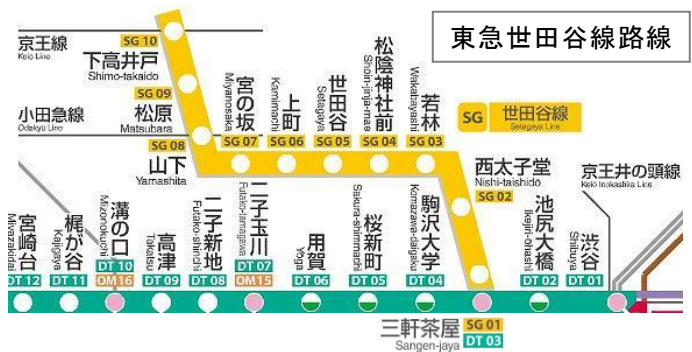 東急世田谷線路線
京王線
Keio Line
SG 10
下高井戸
Shimo-takaido
SG 09
松原
Matsubara
小田急線
Odakyu Line
SG 08
山下
Yamashita
宮の坂
Miyanosaka
SG 07
上町
Kamimachi
SG 06
世田谷
Setagaya
SG 05
松陰神社前
Shoin-jinja-mae
SG 04
若林
Wakabayashi
SG 03
SG 世田谷線
Setagaya Line
西太子堂
Nishi-taishido
SG 02
京王井の頭線
Keio Inokashira Line
宮崎台
Miyazakidai
DT 12
梶が谷
Kajigaya
DT 11
溝の口
Mizonokuchi
DT 10
OM 16
高津
Takatsu
DT 09
二子新地
Futako-shinchi
DT 08
二子玉川
Futako-tamagawa
DT 07
OM 15
用賀
Yoga
DT 06
桜新町
Sakura-shimmachi
DT 05
駒沢大学
Komazawa-daigaku
DT 04
池尻大橋
Ikejiri-ōhashi
DT 02
渋谷
Shibuya
DT 01
三軒茶屋
Sangen-jaya
SG 01
DT 03